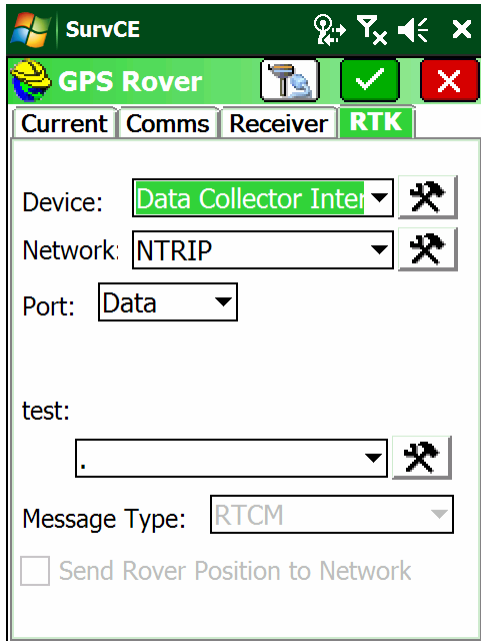 SurvCE
GPS Rover
Current Comms Receiver RTK
Device: Data Collector Inter
Network: NTRIP
Port: Data
test:
.
Message Type: RTCM
Send Rover Position to Network